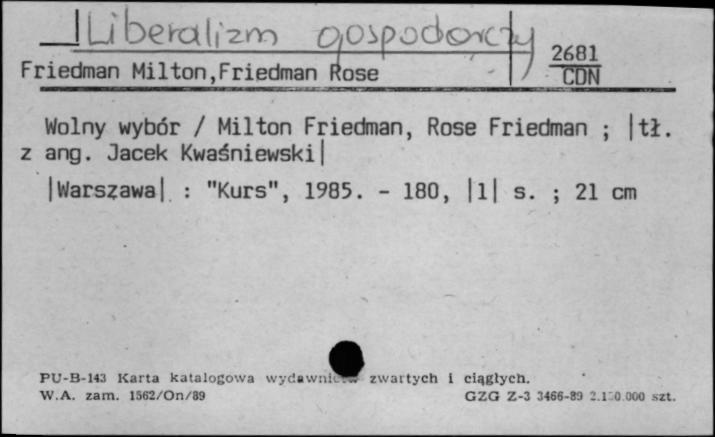 Liberalizm gospodarczy
2681
CDN
Friedman Milton,Friedman Rose
Wolny wybór / Milton Friedman, Rose Friedman ; |tł.
z ang. Jacek Kwaśniewski|
|Warszawa| : "Kurs", 1985. - 180, |1| s. ; 21 cm
PU-B-143 Karta katalogowa zwartych i ciągłych.
W.A. zam. 1562/On/89 GZG Z-3 3466-89 szt.